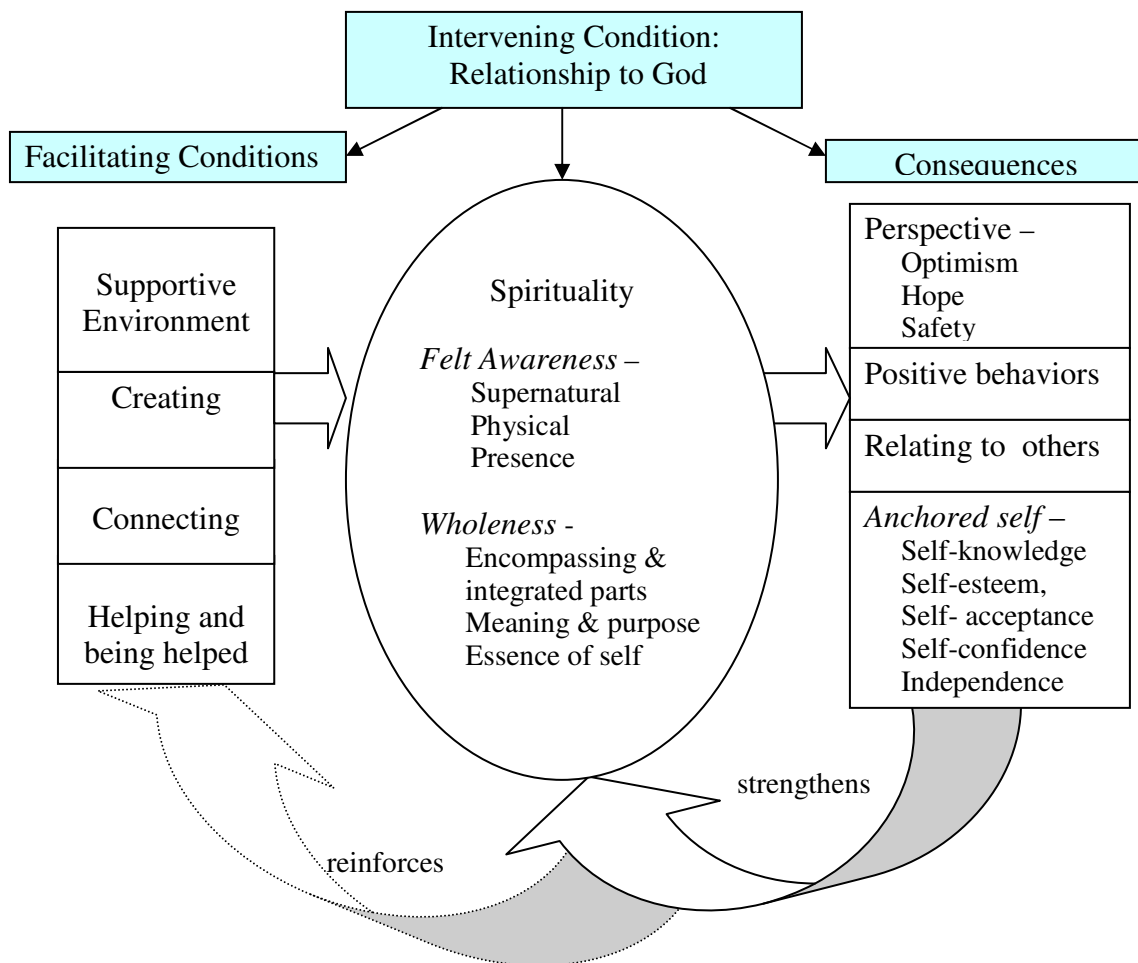 Intervening Condition:
Relationship to God
Facilitating Conditions
Consequences
Supportive
Environment
Creating
Connecting
Helping and
being helped
Spirituality
Felt Awareness –
Supernatural
Physical
Presence
Wholeness -
Encompassing &
integrated parts
Meaning & purpose
Essence of self
Perspective –
Optimism
Hope
Safety
Positive behaviors
Relating to others
Anchored self –
Self-knowledge
Self-esteem,
Self- acceptance
Self-confidence
Independence
strengthens
reinforces